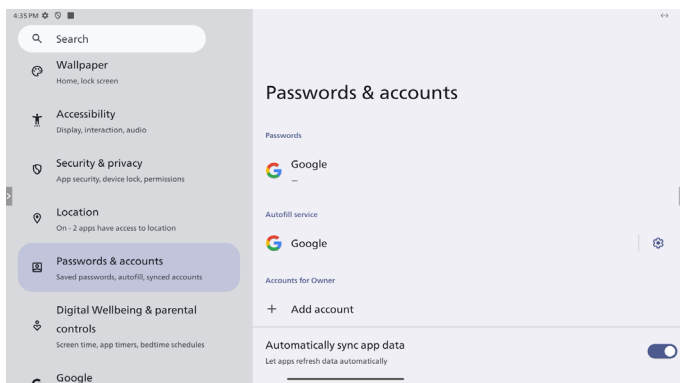 4:35 PM
Search
Wallpaper
Home, lock screen
Accessibility
Display, interaction, audio
Security & privacy
App security, device lock, permissions
Location
On - 2 apps have access to location
Passwords & accounts
Saved passwords, autofill, synced accounts
Digital Wellbeing & parental
controls
Screen time, app timers, bedtime schedules
Google
Passwords & accounts
Passwords
Google
–
Autofill service
Google
Accounts for Owner
+ Add account
Automatically sync app data
Let apps refresh data automatically